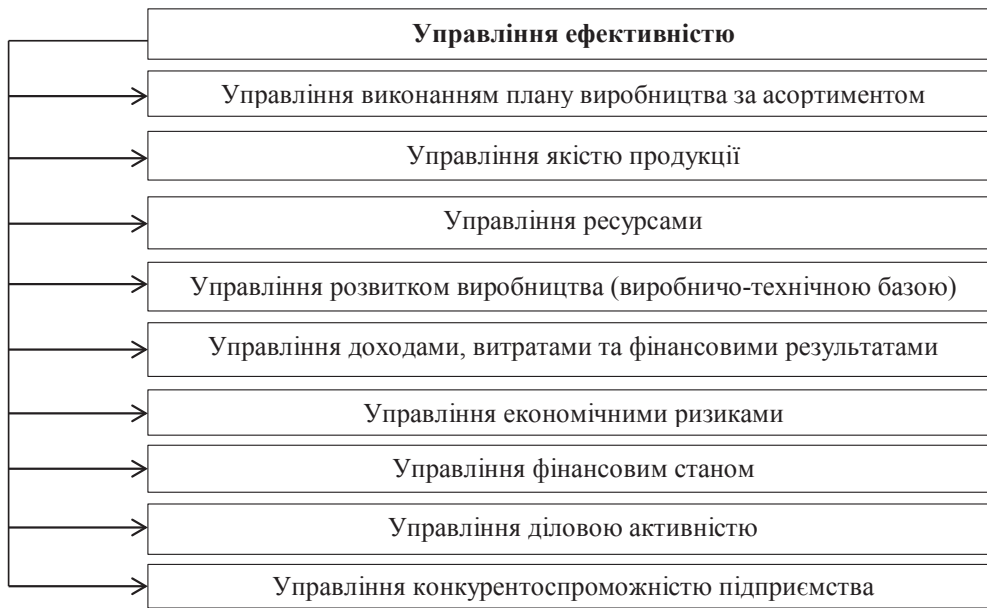 Управління ефективністю
Управління виконанням плану виробництва за асортиментом
Управління якістю продукції
Управління ресурсами
Управління розвитком виробництва (виробничо-технічною базою)
Управління доходами, витратами та фінансовими результатами
Управління економічними ризиками
Управління фінансовим станом
Управління діловою активністю
Управління конкурентоспроможністю підприємства